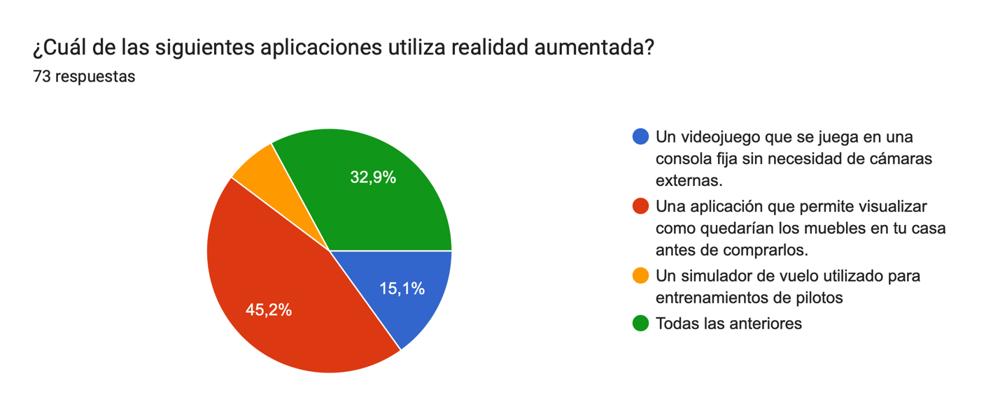 ¿Cuál de las siguientes aplicaciones utiliza realidad aumentada?
73 respuestas
32,9%
15,1%
45,2%
Un videojuego que se juega en una
consola fija sin necesidad de cámaras
externas.
Una aplicación que permite visualizar
como quedarían los muebles en tu casa
antes de comprarlos.
Un simulador de vuelo utilizado para
entrenamientos de pilotos
Todas las anteriores